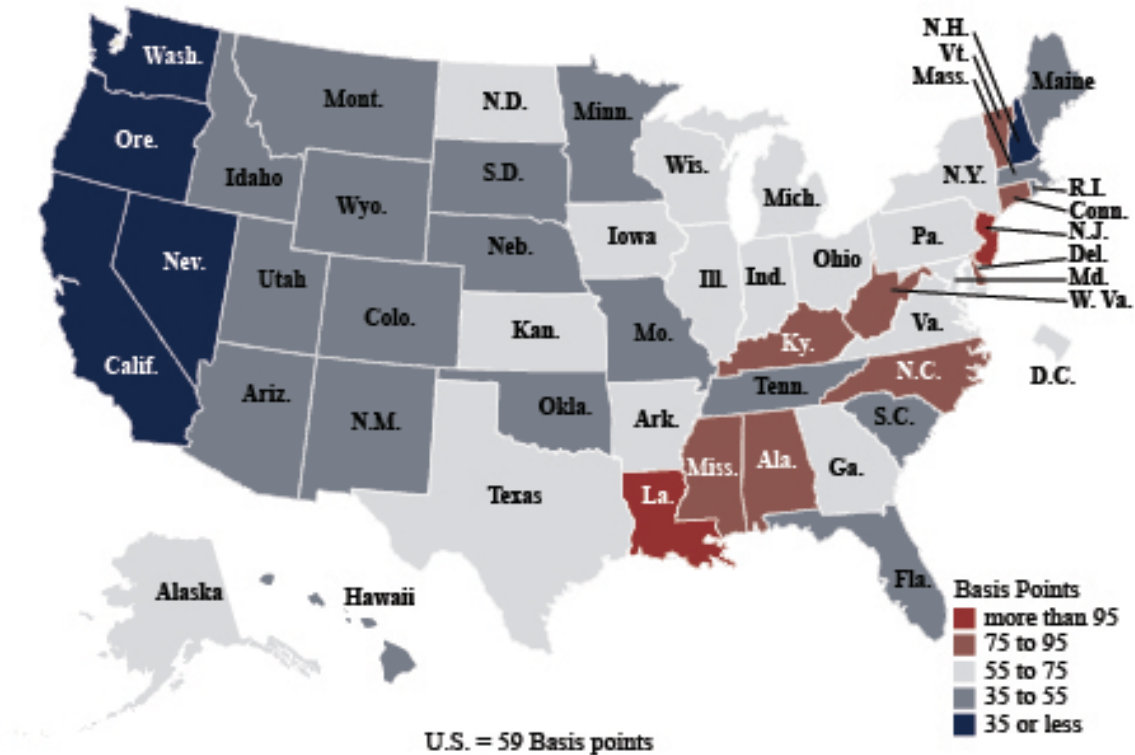 N.H.
Vt.
Wash.
Mass.
Maine
Mont.
N.D.
Minn.
Ore.
Idaho
S.D.
Wis.
N.Y.
R.I.
Wyo.
Mich.
Conn.
N.J.
Nev.
Neb.
Iowa
Pa.
Del.
Utah
Ill.
Ind.
Ohio
Md.
W. Va.
Colo.
Kan.
Mo.
Ky.
Va.
Calif.
Ariz.
N.M.
Okla.
Ark.
Tenn.
N.C.
D.C.
S.C.
Texas
La.
Miss.
Ala.
Ga.
Alaska
Hawaii
Fla.
Basis Points
more than 95
75 to 95
55 to 75
35 to 55
35 or less
U.S. = 59 Basis points